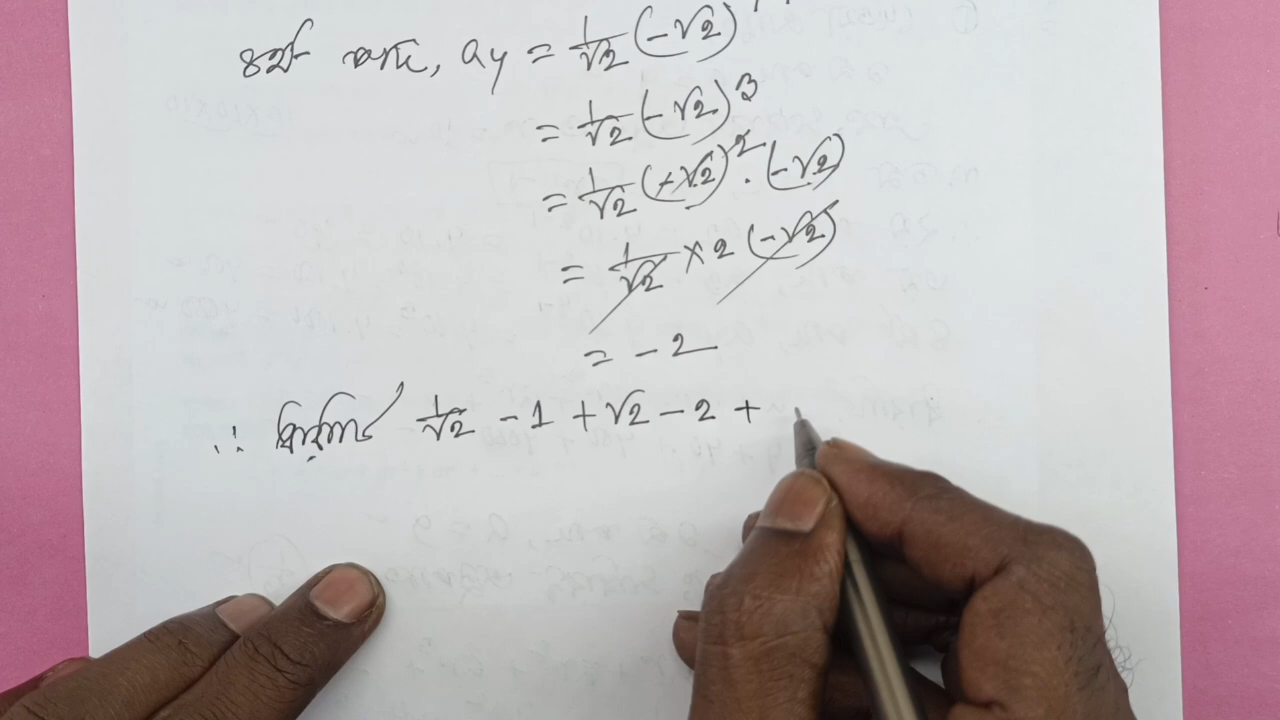 ৪র্থ পদ, a₄ = 1/√2 (-√2)
= 1/√2 (-√2)³
= 1/√2 (-√2)² · (-√2)
= 1/√2 × 2 (-√2)
= -2
∴ 1/√2 - 1 + √2 - 2 +